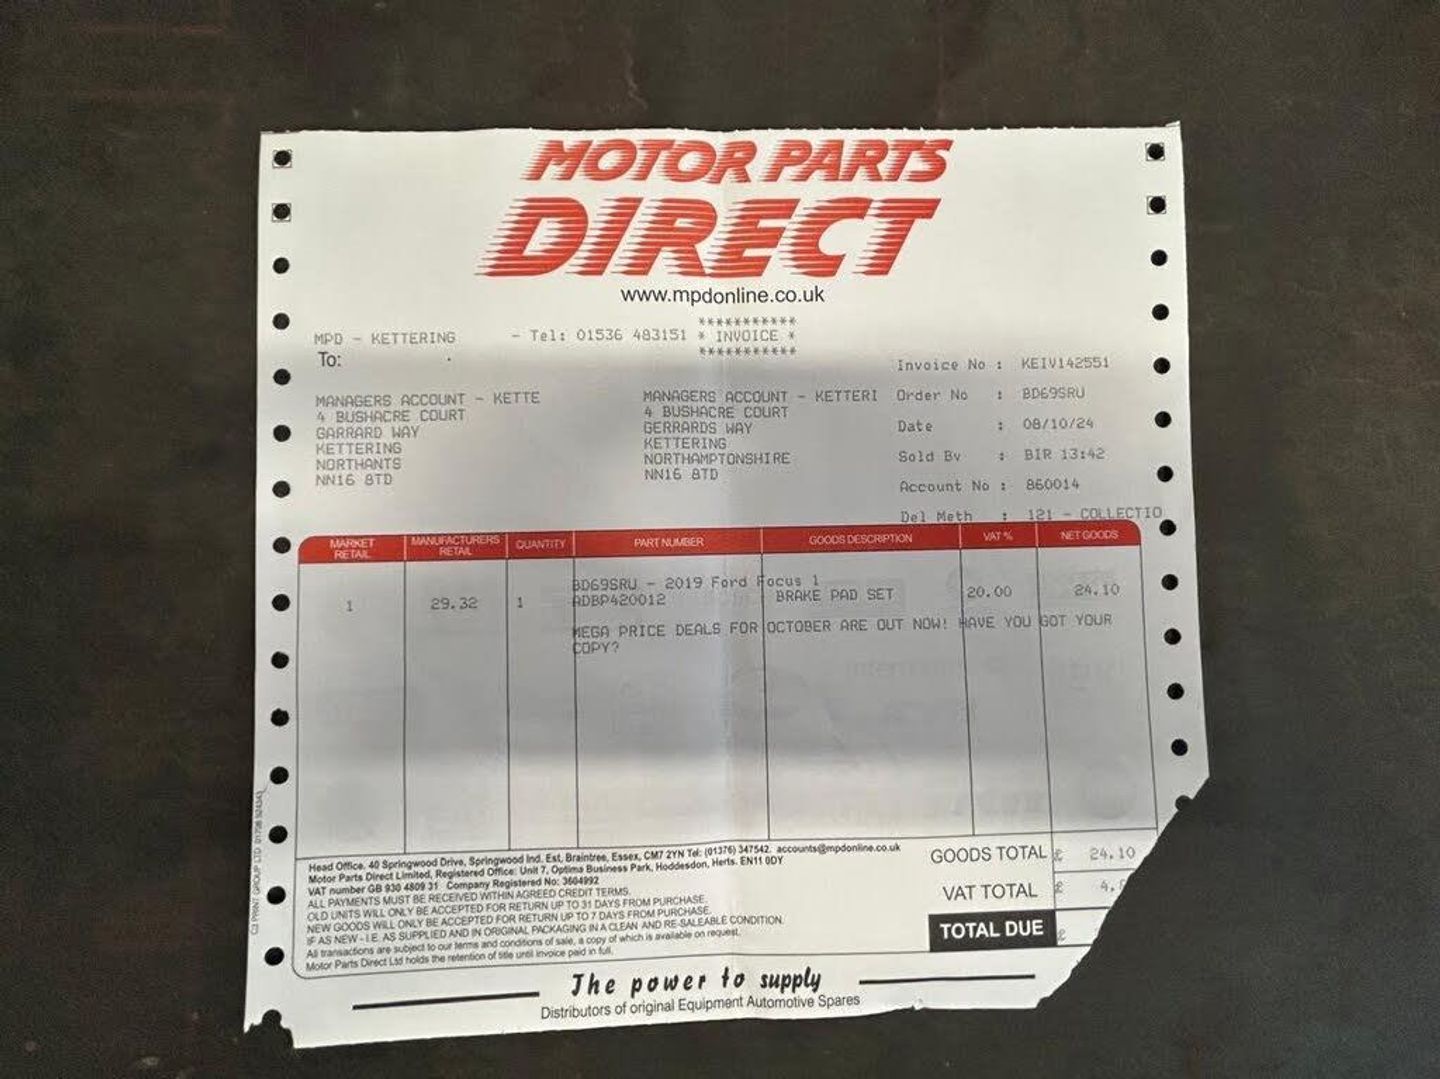 MOTOR PARTS
DIRECT
www.mpdonline.co.uk
***********
MPD - KETTERING - Tel: 01536 483151 * INVOICE *
***********
To:
Invoice No : KEIV142551
Order No : BD69SRU
Date : 08/10/24
Sold By : BIR 13:42
Account No : 860014
Del Meth : 121 - COLLECTIO
MANAGERS ACCOUNT - KETTE
4 BUSHACRE COURT
GARRARD WAY
KETTERING
NORTHANTS
NN16 8TD
MANAGERS ACCOUNT - KETTERI
4 BUSHACRE COURT
GERRARDS WAY
KETTERING
NORTHAMPTONSHIRE
NN16 8TD
MARKET RETAIL MANUFACTURERS RETAIL QUANTITY PART NUMBER GOODS DESCRIPTION VAT % NET GOODS
BD69SRU - 2019 Ford Focus 1
1 29.32 1 ADBP420012 BRAKE PAD SET 20.00 24.10
MEGA PRICE DEALS FOR OCTOBER ARE OUT NOW! HAVE YOU GOT YOUR
COPY?
Head Office. 40 Springwood Drive, Springwood Ind. Est, Braintree, Essex, CM7 2YN Tel: (01376) 347542. accounts@mpdonline.co.uk
Motor Parts Direct Limited, Registered Office: Unit 7, Optima Business Park, Hoddesdon, Herts. EN11 0DY
VAT number GB 930 4809 31 Company Registered No: 3604992
ALL PAYMENTS MUST BE RECEIVED WITHIN AGREED CREDIT TERMS.
OLD UNITS WILL ONLY BE ACCEPTED FOR RETURN UP TO 31 DAYS FROM PURCHASE.
NEW GOODS WILL ONLY BE ACCEPTED FOR RETURN UP TO 7 DAYS FROM PURCHASE.
IF AS NEW - I.E. AS SUPPLIED AND IN ORIGINAL PACKAGING IN A CLEAN AND RE-SALEABLE CONDITION.
All transactions are subject to our terms and conditions of sale, a copy of which is available on request.
Motor Parts Direct Ltd holds the retention of title until invoice paid in full.
GOODS TOTAL £ 24.10
VAT TOTAL £ 4.
TOTAL DUE £
The power to supply
Distributors of original Equipment Automotive Spares